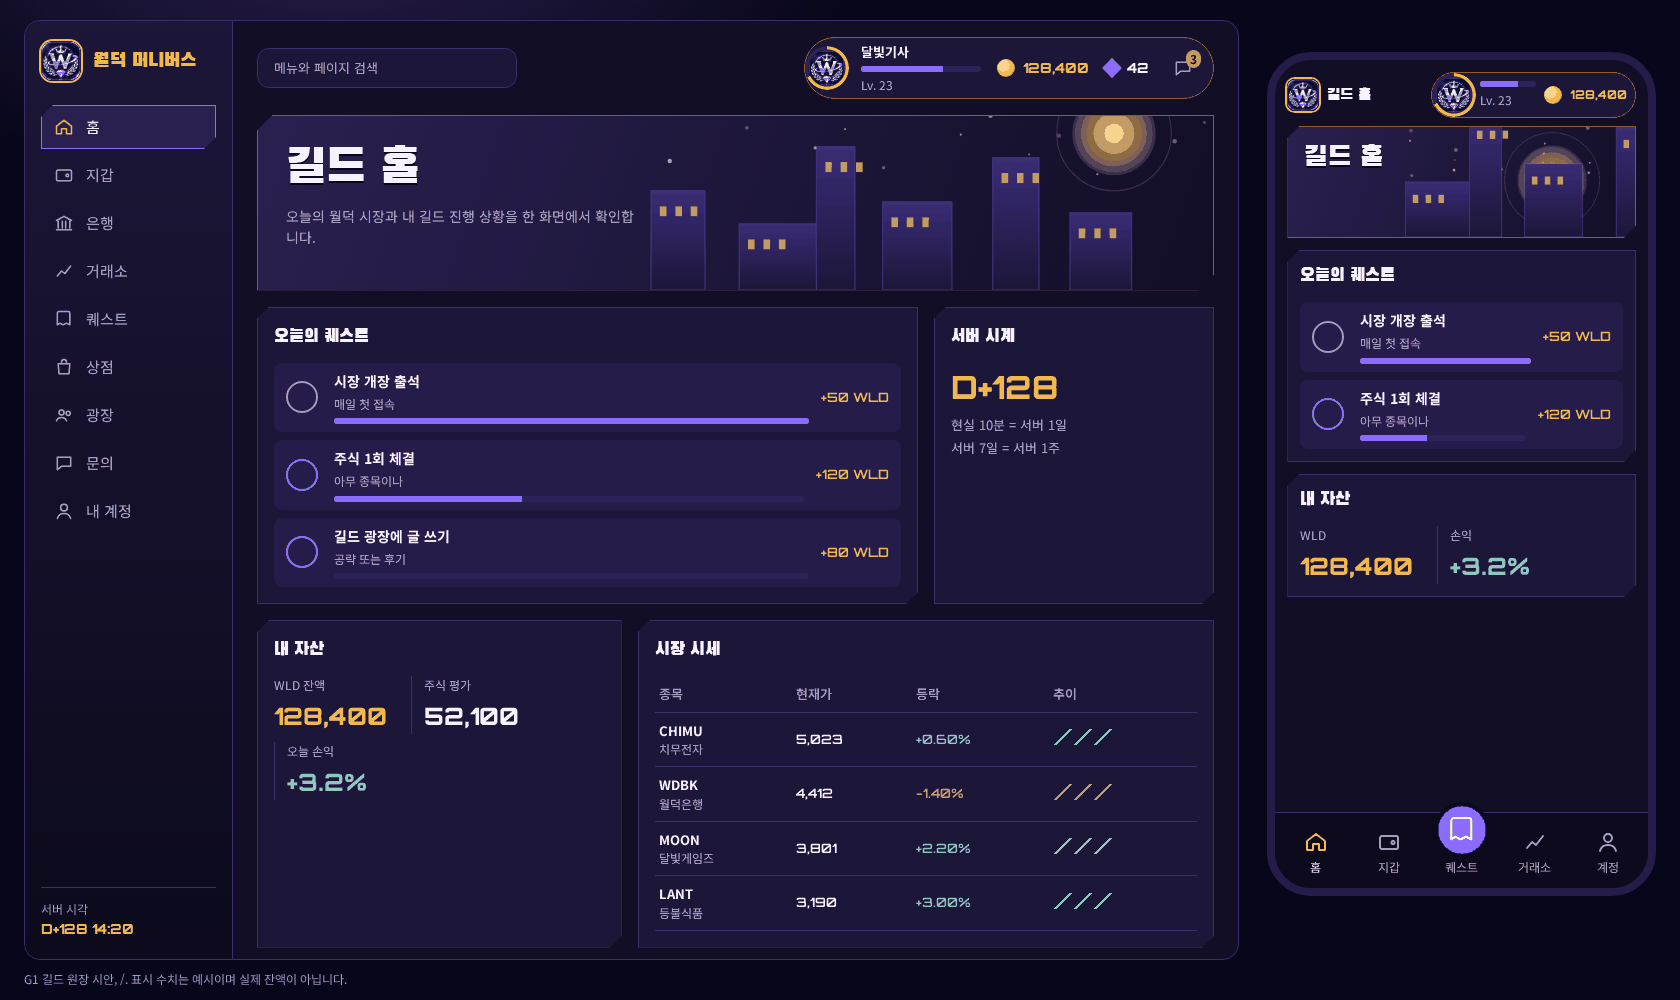 월덕 머니버스
홈
지갑
은행
거래소
퀘스트
상점
광장
문의
내 계정
서버 시각
D+128 14:20
메뉴와 페이지 검색
달빛기사
Lv. 23
128,400
42
3
길드 홀
오늘의 월덕 시장과 내 길드 진행 상황을 한 화면에서 확인합
니다.
오늘의 퀘스트
시장 개장 출석
매일 첫 접속
+50 WLD
주식 1회 체결
아무 종목이나
+120 WLD
길드 광장에 글 쓰기
공략 또는 후기
+80 WLD
서버 시계
D+128
현실 10분 = 서버 1일
서버 7일 = 서버 1주
내 자산
WLD 잔액
128,400
주식 평가
52,100
오늘 손익
+3.2%
시장 시세
종목 현재가 등락 추이
CHIMU 5,023 +0.60%
치무전자
WDBK 4,412 -1.40%
월덕은행
MOON 3,801 +2.20%
달빛게임즈
LANT 3,190 +3.00%
등불식품
G1 길드 원장 시안, /. 표시 수치는 예시이며 실제 잔액이 아닙니다.
길드 홀
Lv. 23
128,400
길드 홀
오늘의 퀘스트
시장 개장 출석
매일 첫 접속
+50 WLD
주식 1회 체결
아무 종목이나
+120 WLD
내 자산
WLD
128,400
손익
+3.2%
홈
지갑
퀘스트
거래소
계정